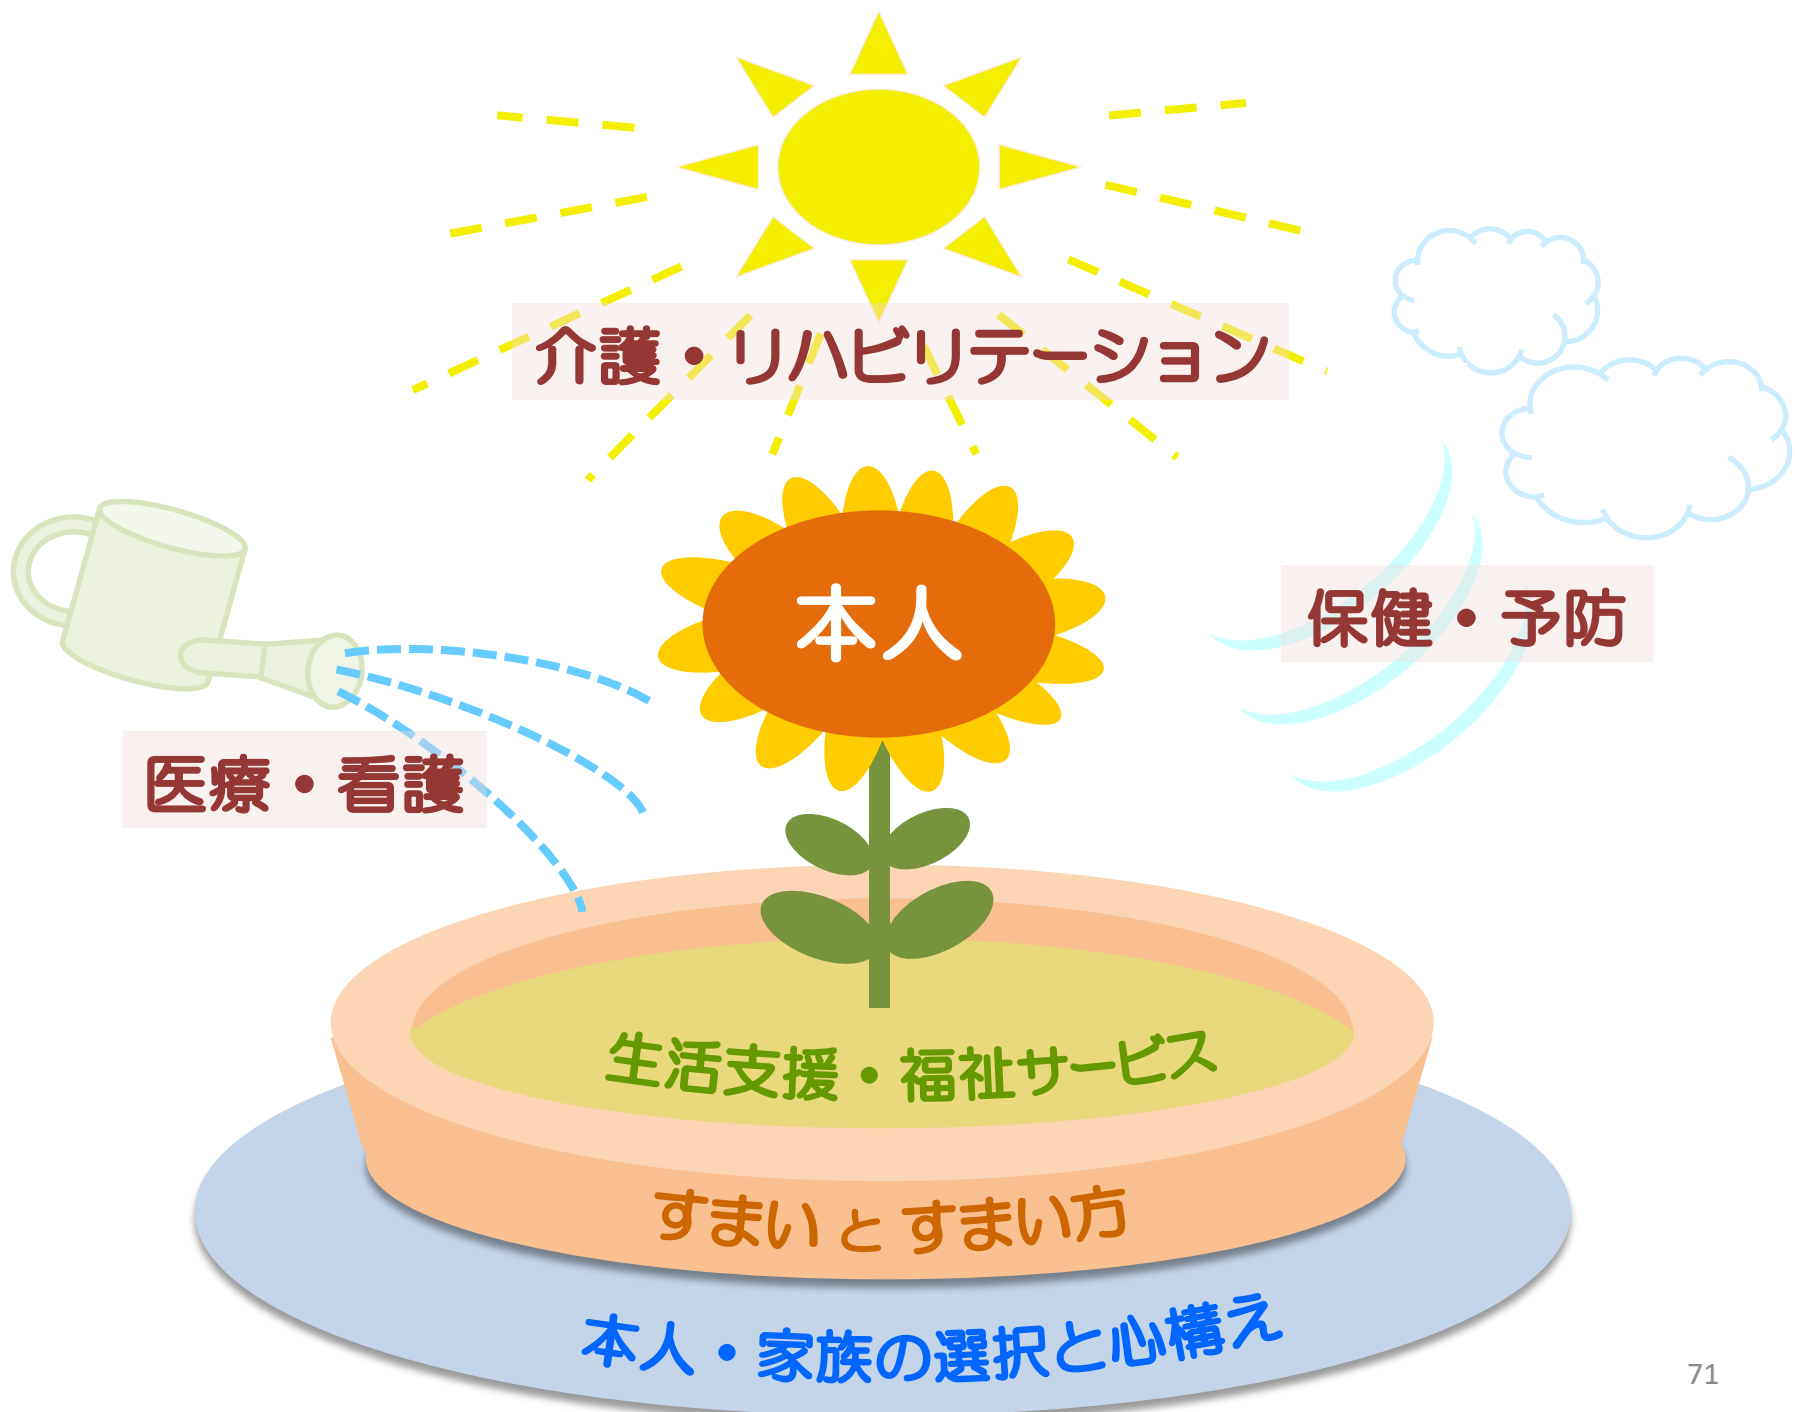 介護・リハビリテーション
本人
保健・予防
医療・看護
生活支援・福祉サービス
すまいとすまい方
本人・家族の選択と心構え
71